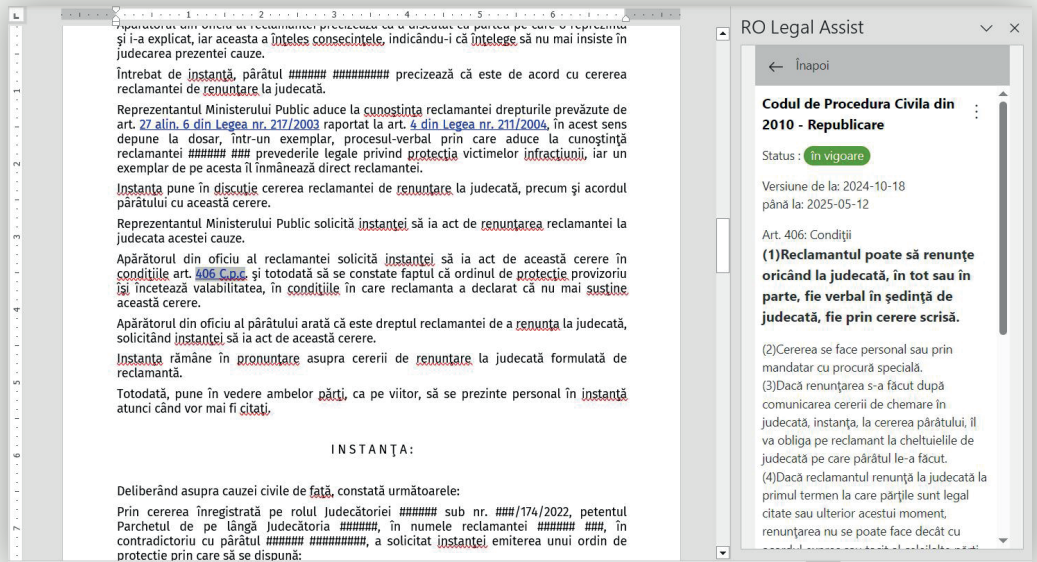 şi i-a explicat, iar aceasta a înţeles consecinţele, indicându-i că înţelege să nu mai insiste în
judecarea prezentei cauze.
Întrebat de instanţă, pârâtul ###### ######### precizează că este de acord cu cererea
reclamantei de renunţare la judecată.
Reprezentantul Ministerului Public aduce la cunoştinţa reclamantei drepturile prevăzute de
art. 27 alin. 6 din Legea nr. 217/2003 raportat la art. 4 din Legea nr. 211/2004, în acest sens
depune la dosar, într-un exemplar, procesul-verbal prin care aduce la cunoştinţă
reclamantei ###### ### prevederile legale privind protecţia victimelor infracţiunii, iar un
exemplar de pe acesta îl înmânează direct reclamantei.
Instanţa pune în discuţie cererea reclamantei de renunţare la judecată, precum şi acordul
pârâtului cu această cerere.
Reprezentantul Ministerului Public solicită instanţei să ia act de renunţarea reclamantei la
judecata acestei cauze.
Apărătorul din oficiu al reclamantei solicită instanţei să ia act de această cerere în
condiţiile art. 406 C.p.c. şi totodată să se constate faptul că ordinul de protecţie provizoriu
îşi încetează valabilitatea, în condiţiile în care reclamanta a declarat că nu mai susţine
această cerere.
Apărătorul din oficiu al pârâtului arată că este dreptul reclamantei de a renunţa la judecată,
solicitând instanţei să ia act de această cerere.
Instanţa rămâne în pronunţare asupra cererii de renunţare la judecată formulată de
reclamantă.
Totodată, pune în vedere ambelor părţi, ca pe viitor, să se prezinte personal în instanţă
atunci când vor mai fi citaţi.
I N S T A N Ţ A :
Deliberând asupra cauzei civile de faţă, constată următoarele:
Prin cererea înregistrată pe rolul Judecătoriei ###### sub nr. ###/174/2022, petentul
Parchetul de pe lângă Judecătoria ######, în numele reclamantei ###### ###, în
contradictoriu cu pârâtul ###### #########, a solicitat instanţei emiterea unui ordin de
protecţie prin care să se dispună:
RO Legal Assist
Înapoi
Codul de Procedura Civila din
2010 - Republicare
Status : în vigoare
Versiune de la: 2024-10-18
până la: 2025-05-12
Art. 406: Condiţii
(1)Reclamantul poate să renunţe
oricând la judecată, în tot sau în
parte, fie verbal în şedinţă de
judecată, fie prin cerere scrisă.
(2)Cererea se face personal sau prin
mandatar cu procură specială.
(3)Dacă renunţarea s-a făcut după
comunicarea cererii de chemare în
judecată, instanţa, la cererea pârâtului, îl
va obliga pe reclamant la cheltuielile de
judecată pe care pârâtul le-a făcut.
(4)Dacă reclamantul renunţă la judecată la
primul termen la care părţile sunt legal
citate sau ulterior acestui moment,
renunţarea nu se poate face decât cu